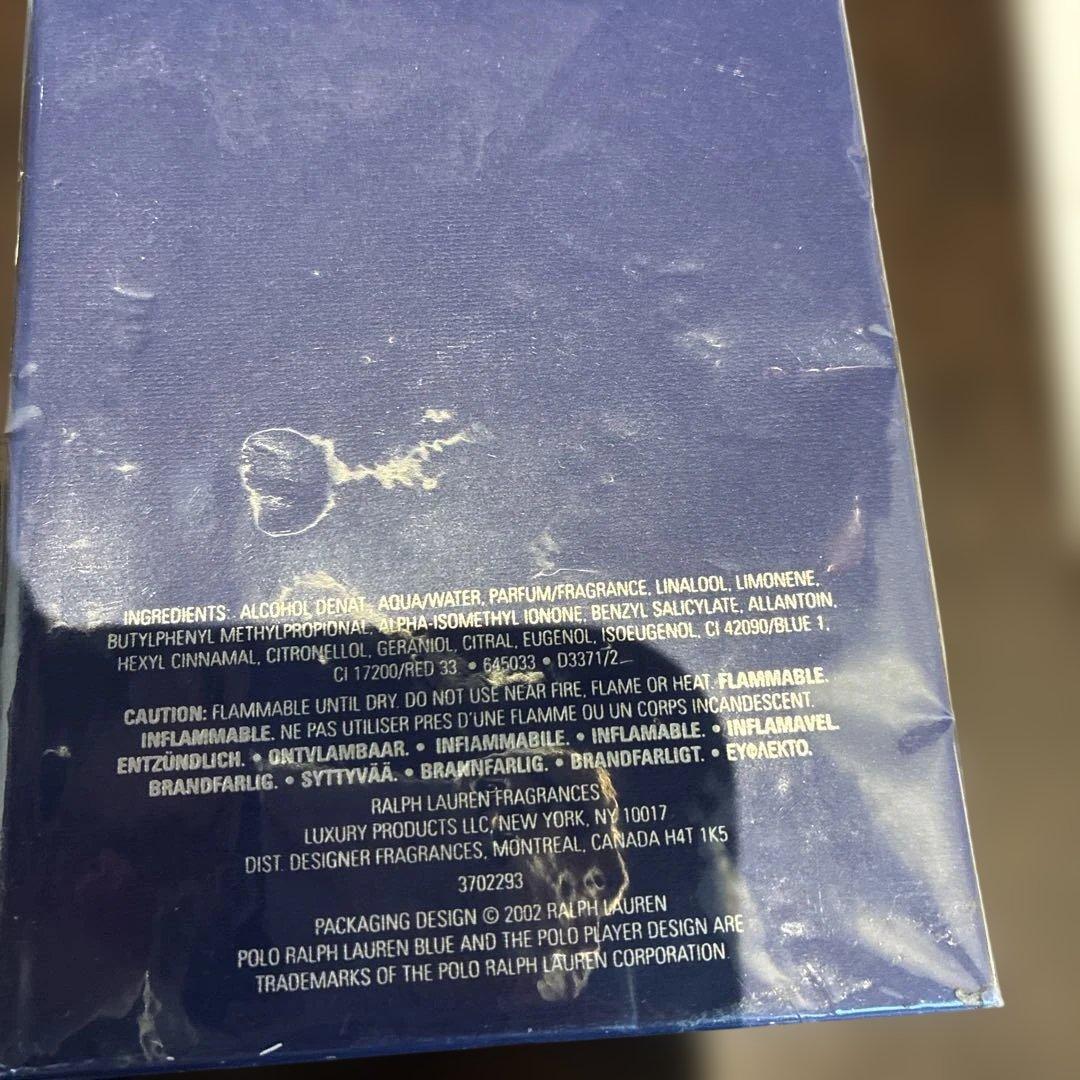 INGREDIENTS: ALCOHOL DENAT., AQUA/WATER, PARFUM/FRAGRANCE, LINALOOL, LIMONENE,
BUTYLPHENYL METHYLPROPIONAL, ALPHA-ISOMETHYL IONONE, BENZYL SALICYLATE, ALLANTOIN,
HEXYL CINNAMAL, CITRONELLOL, GERANIOL, CITRAL, EUGENOL, ISOEUGENOL, CI 42090/BLUE 1,
CI 17200/RED 33 • 645033 • D3371/2
CAUTION: FLAMMABLE UNTIL DRY. DO NOT USE NEAR FIRE, FLAME OR HEAT. FLAMMABLE.
INFLAMMABLE. NE PAS UTILISER PRES D'UNE FLAMME OU UN CORPS INCANDESCENT.
ENTZÜNDLICH. • ONTVLAMBAAR. • INFIAMMABILE. • INFLAMABLE. • INFLAMAVEL.
BRANDFARLIG. • SYTTYVÄÄ. • BRANNFARLIG. • BRANDFARLIGT. • ΕΥΦΛΕΚΤΟ.
RALPH LAUREN FRAGRANCES
LUXURY PRODUCTS LLC, NEW YORK, NY 10017
DIST. DESIGNER FRAGRANCES, MONTREAL, CANADA H4T 1K5
3702293
PACKAGING DESIGN © 2002 RALPH LAUREN
POLO RALPH LAUREN BLUE AND THE POLO PLAYER DESIGN ARE
TRADEMARKS OF THE POLO RALPH LAUREN CORPORATION.